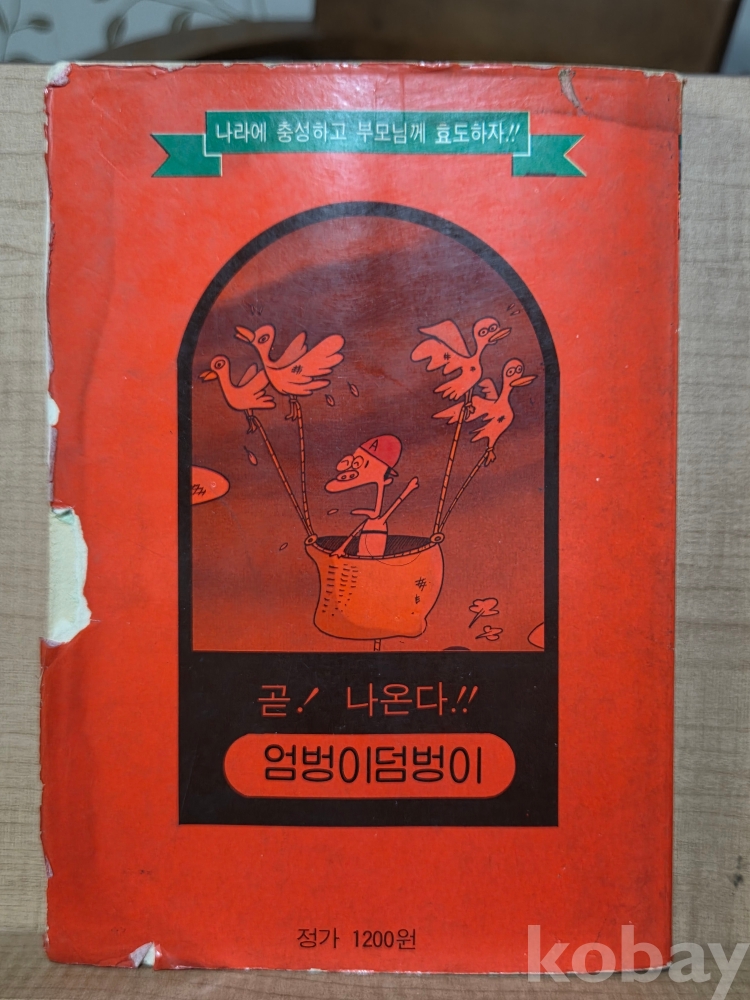 나라에 충성하고 부모님께 효도하자!!
A
곧! 나온다!!
엄벙이덤벙이
정가 1200원
kobay